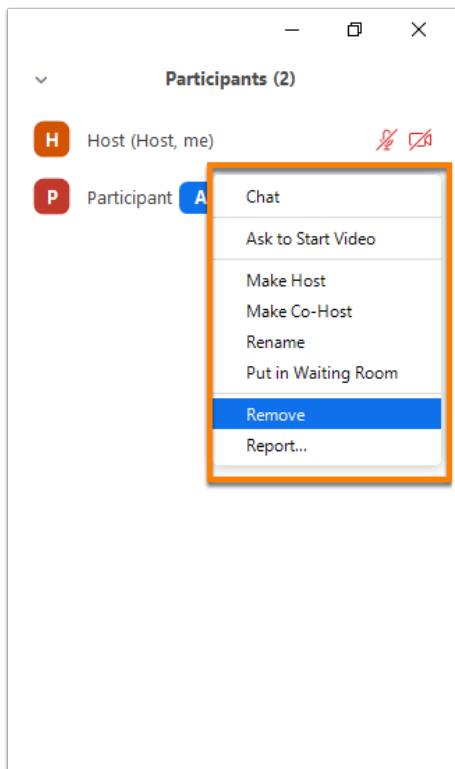 Participants (2)
H Host (Host, me)
P Participant A
Chat
Ask to Start Video
Make Host
Make Co-Host
Rename
Put in Waiting Room
Remove
Report...